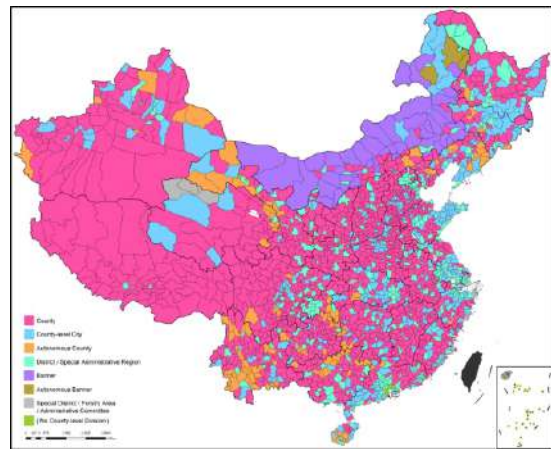 County
County-level City
Autonomous County
District / Special Administrative Region
Banner
Autonomous Banner
Special District / Forestry Area
/ Administrative Committee
(No County-level Division)